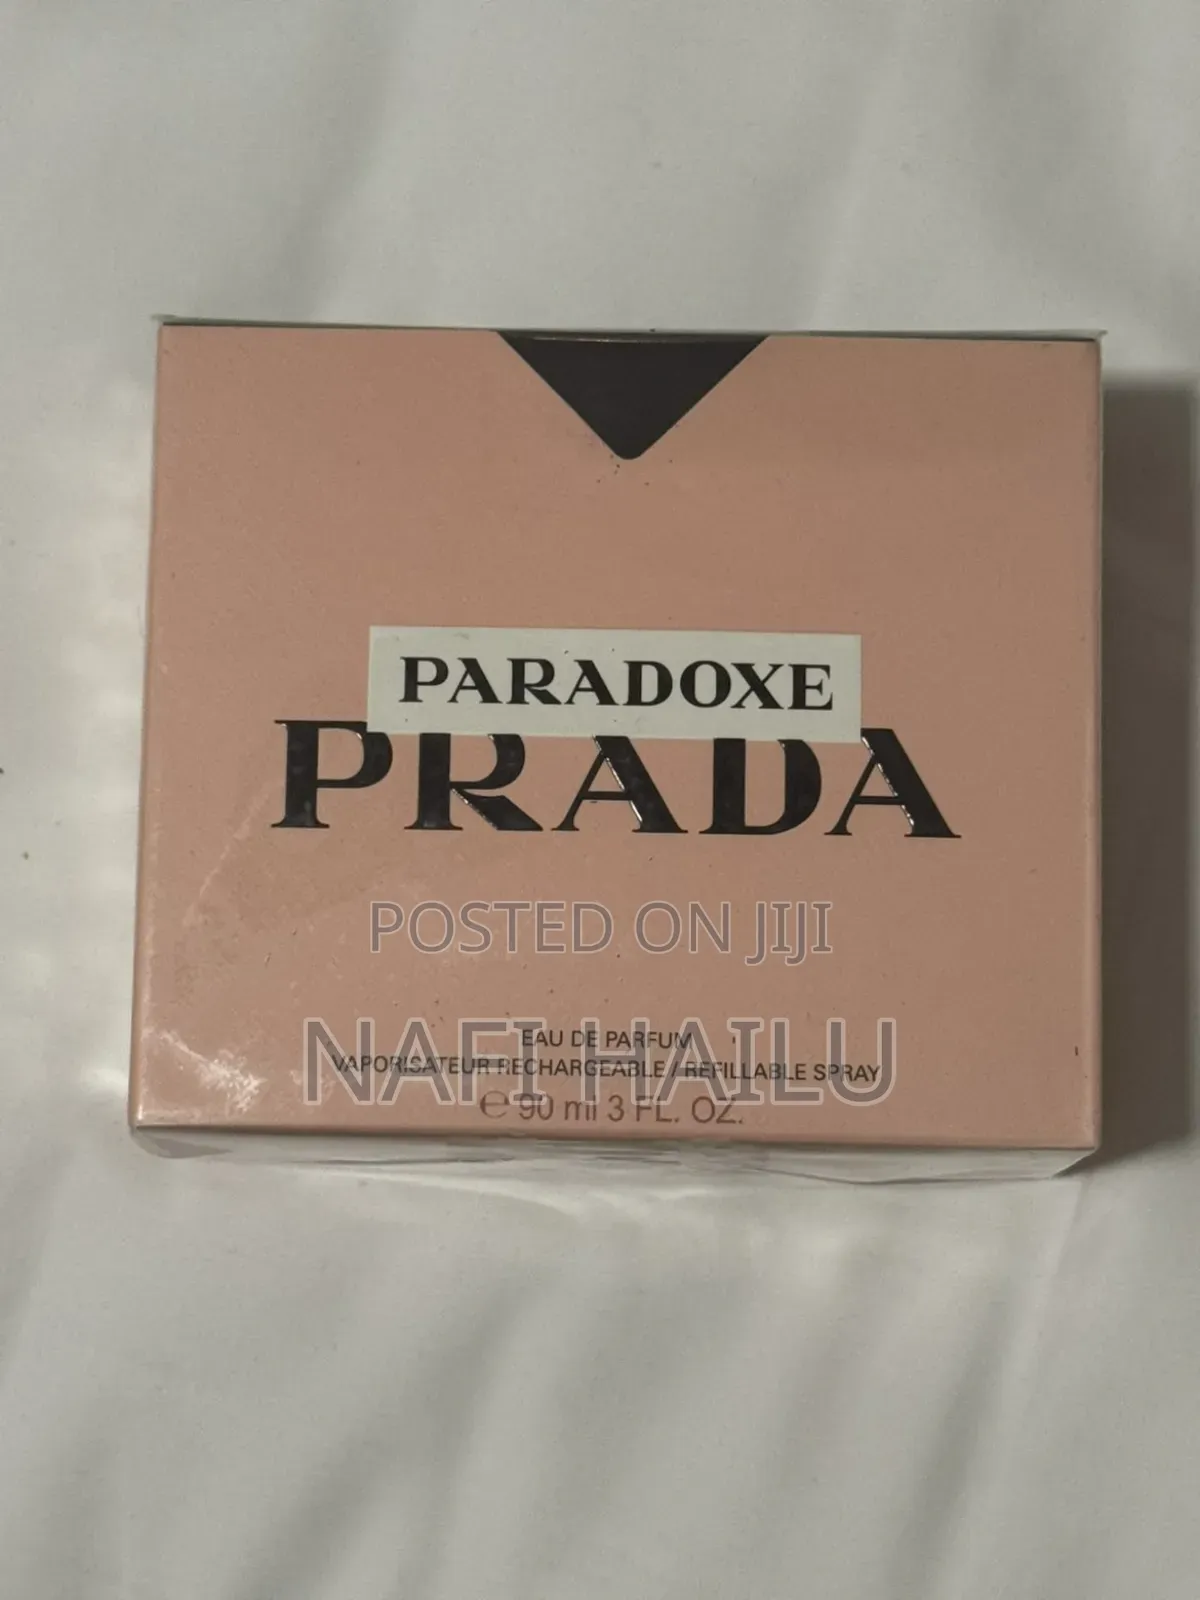 PARADOXE
PRADA
POSTED ON JIJI
NAFI HAILU
EAU DE PARFUM
VAPORISATEUR RECHARGEABLE / REFILLABLE SPRAY
℮ 90 ml 3 FL. OZ.